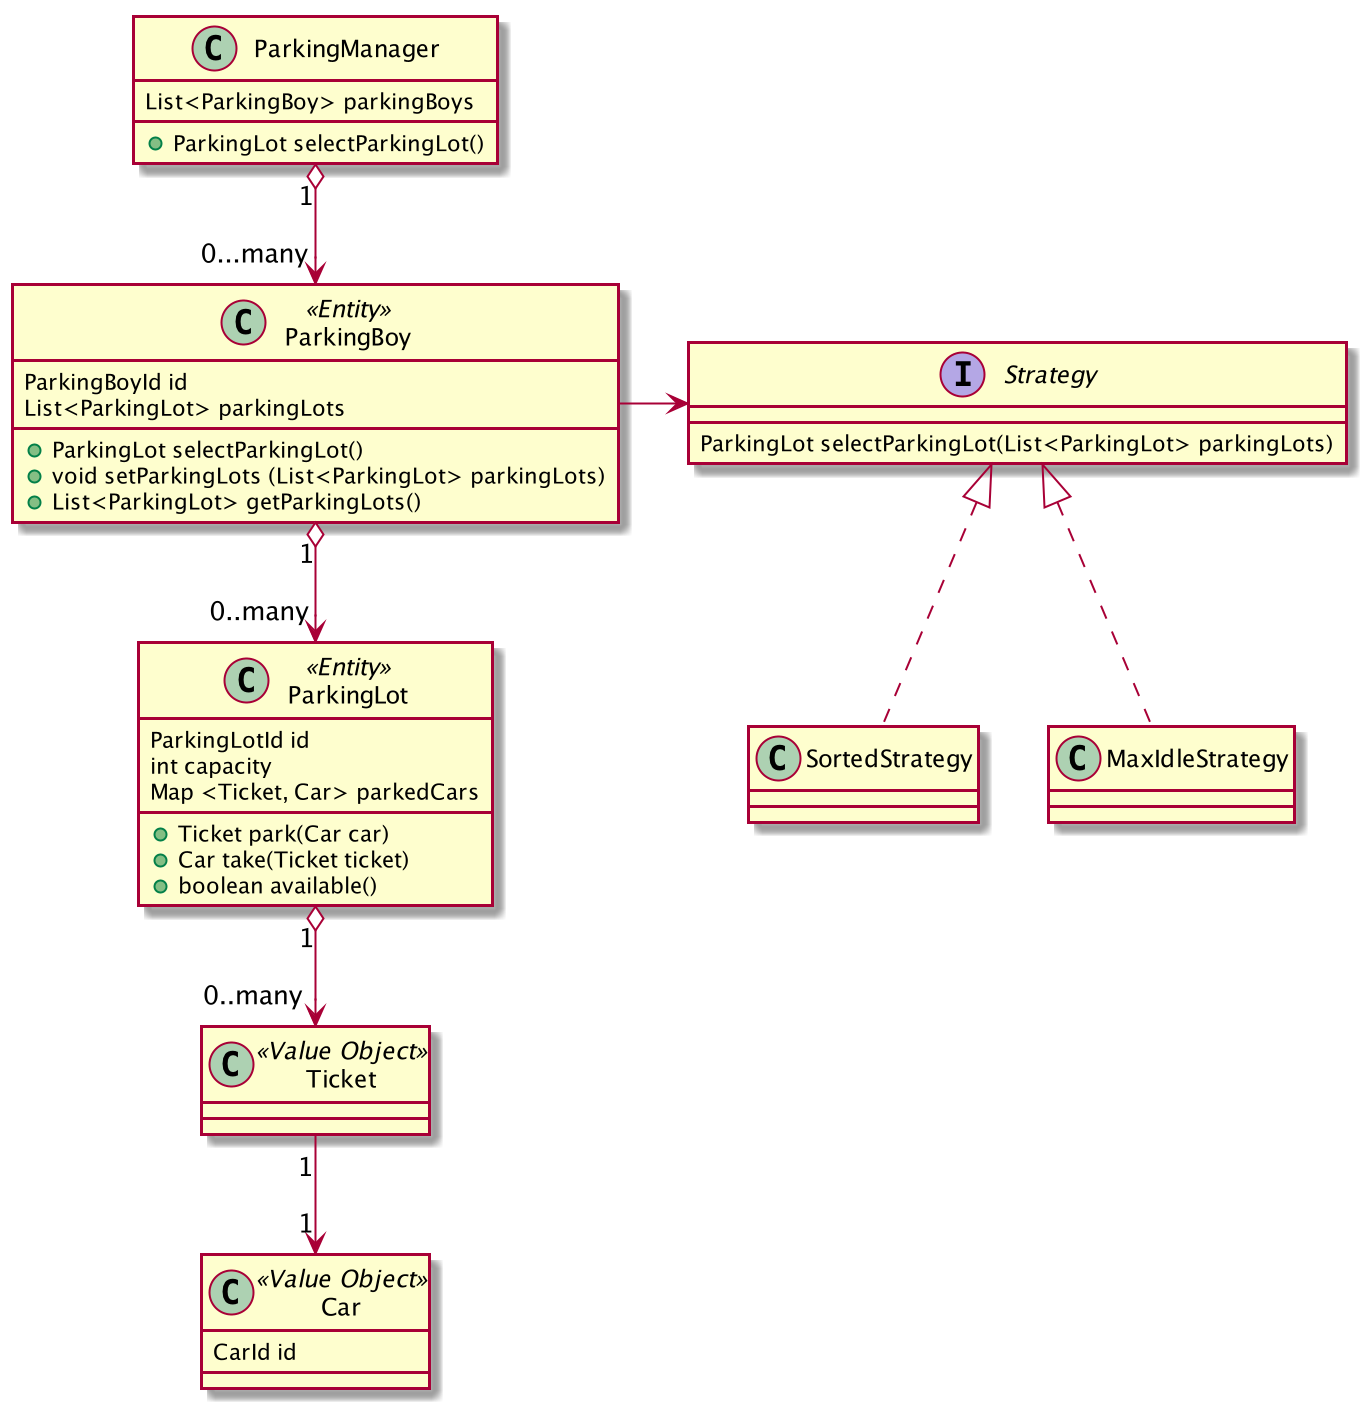 C ParkingManager
List<ParkingBoy> parkingBoys
ParkingLot selectParkingLot()
1
0...many
«Entity»
C ParkingBoy
ParkingBoyId id
List<ParkingLot> parkingLots
ParkingLot selectParkingLot()
void setParkingLots (List<ParkingLot> parkingLots)
List<ParkingLot> getParkingLots()
I Strategy
ParkingLot selectParkingLot(List<ParkingLot> parkingLots)
1
0..many
«Entity»
C ParkingLot
ParkingLotId id
int capacity
Map <Ticket, Car> parkedCars
Ticket park(Car car)
Car take(Ticket ticket)
boolean available()
C SortedStrategy
C MaxIdleStrategy
1
0..many
«Value Object»
C Ticket
1
1
«Value Object»
C Car
CarId id